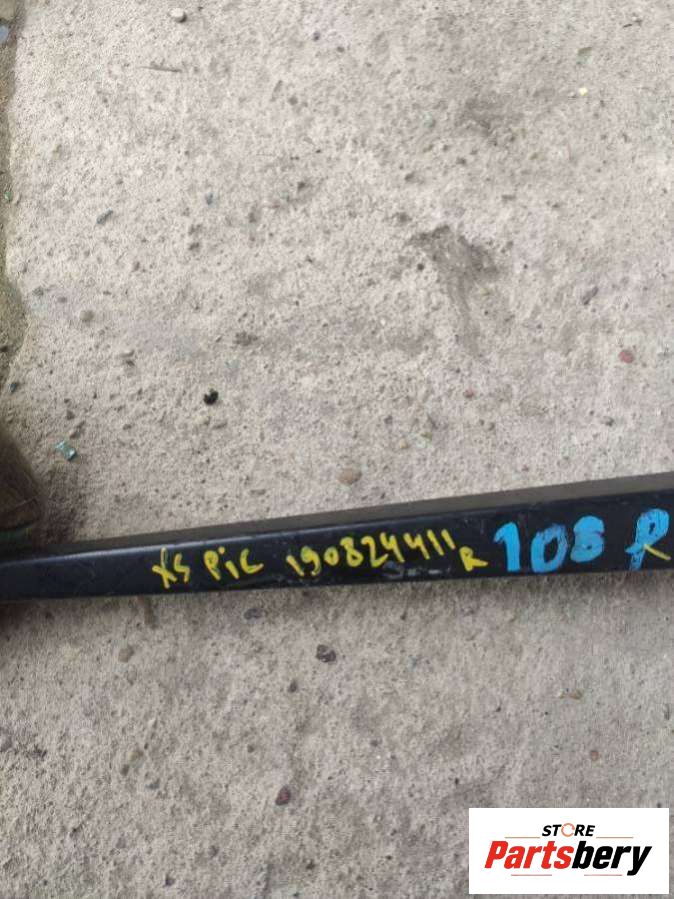 XS PIC 190824411 R 108 R
STORE
Partsbery